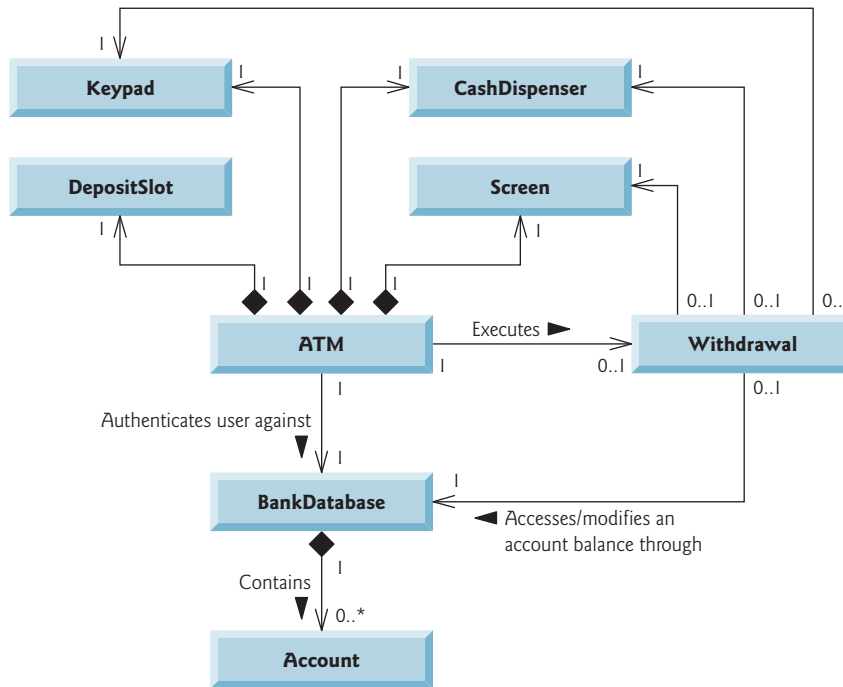 1
1
1
1
Keypad
CashDispenser
DepositSlot
Screen
1
1
1
1
1
1
1
0..1
0..1
0..
ATM
Executes
Withdrawal
1
1
0..1
0..1
Authenticates user against
1
1
BankDatabase
Accesses/modifies an
account balance through
1
Contains
0..*
Account